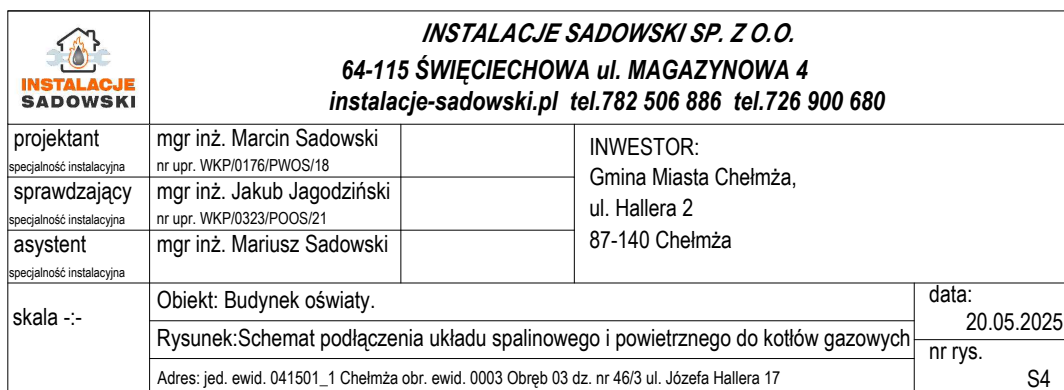 INSTALACJE
SADOWSKI
INSTALACJE SADOWSKI SP. Z O.O.
64-115 ŚWIĘCIECHOWA ul. MAGAZYNOWA 4
instalacje-sadowski.pl tel.782 506 886 tel.726 900 680
projektant
specjalność instalacyjna
mgr inż. Marcin Sadowski
nr upr. WKP/0176/PWOS/18
sprawdzający
specjalność instalacyjna
mgr inż. Jakub Jagodziński
nr upr. WKP/0323/POOS/21
asystent
specjalność instalacyjna
mgr inż. Mariusz Sadowski
INWESTOR:
Gmina Miasta Chełmża,
ul. Hallera 2
87-140 Chełmża
skala -:-
Obiekt: Budynek oświaty.
Rysunek:Schemat podłączenia układu spalinowego i powietrznego do kotłów gazowych
Adres: jed. ewid. 041501_1 Chełmża obr. ewid. 0003 Obręb 03 dz. nr 46/3 ul. Józefa Hallera 17
data:
20.05.2025
nr rys.
S4